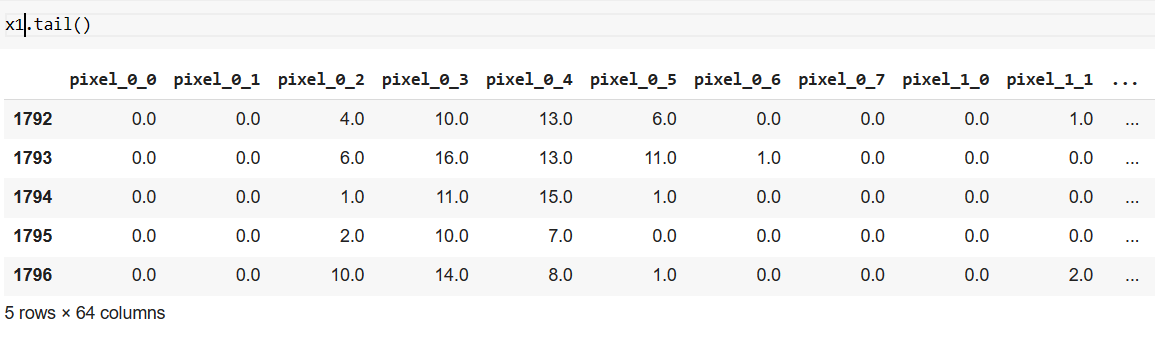 x1.tail()
pixel_0_0 pixel_0_1 pixel_0_2 pixel_0_3 pixel_0_4 pixel_0_5 pixel_0_6 pixel_0_7 pixel_1_0 pixel_1_1 ...
1792 0.0 0.0 4.0 10.0 13.0 6.0 0.0 0.0 0.0 1.0 ...
1793 0.0 0.0 6.0 16.0 13.0 11.0 1.0 0.0 0.0 0.0 ...
1794 0.0 0.0 1.0 11.0 15.0 1.0 0.0 0.0 0.0 0.0 ...
1795 0.0 0.0 2.0 10.0 7.0 0.0 0.0 0.0 0.0 0.0 ...
1796 0.0 0.0 10.0 14.0 8.0 1.0 0.0 0.0 0.0 2.0 ...
5 rows × 64 columns